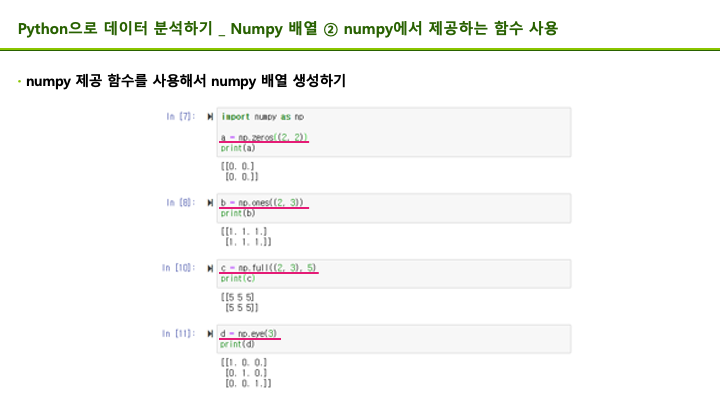 Python으로 데이터 분석하기 _ Numpy 배열 ② numpy에서 제공하는 함수 사용
· numpy 제공 함수를 사용해서 numpy 배열 생성하기
In [7]: import numpy as np
a = np.zeros((2, 2))
print(a)
[[0. 0.]
[0. 0.]]
In [8]: b = np.ones((2, 3))
print(b)
[[1. 1. 1.]
[1. 1. 1.]]
In [10]: c = np.full((2, 3), 5)
print(c)
[[5 5 5]
[5 5 5]]
In [11]: d = np.eye(3)
print(d)
[[1. 0. 0.]
[0. 1. 0.]
[0. 0. 1.]]